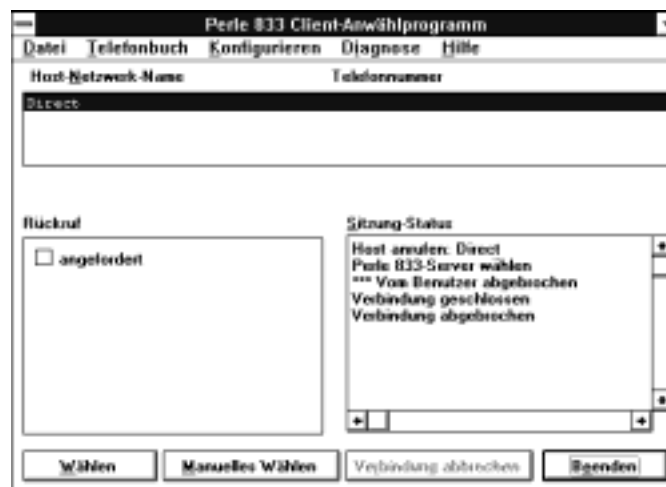 Perle 833 Client-Anwählprogramm
Datei Telefonbuch Konfigurieren Diagnose Hilfe
Host-Netzwerk-Name Telefonnummer
Direct
Rückruf Sitzung-Status
angefordert
Host anrufen: Direct
Perle 833-Server wählen
*** Vom Benutzer abgebrochen
Verbindung geschlossen
Verbindung abgebrochen
Wählen Manuelles Wählen Verbindung abbrechen Beenden